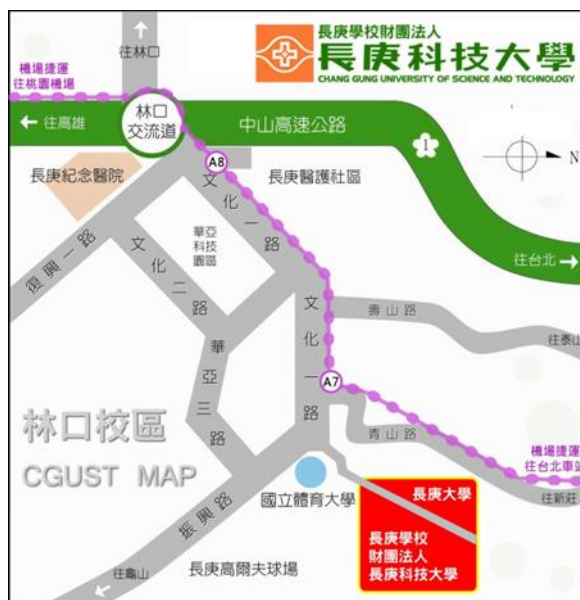 長庚學校財團法人
長庚科技大學
CHANG GUNG UNIVERSITY OF SCIENCE AND TECHNOLOGY
往林口
機場捷運
往桃園機場
林口
交流道
往高雄
中山高速公路
1
N
A8
長庚紀念醫院
長庚醫護社區
文化一路
復興一路
文化二路
華亞
科技
園區
往台北
文化一路
壽山路
往泰山
華亞三路
A7
林口校區
CGUST MAP
青山路
機場捷運
往台北車站
往新莊
振興路
國立體育大學
長庚大學
長庚學校
財團法人
長庚科技大學
往龜山
長庚高爾夫球場